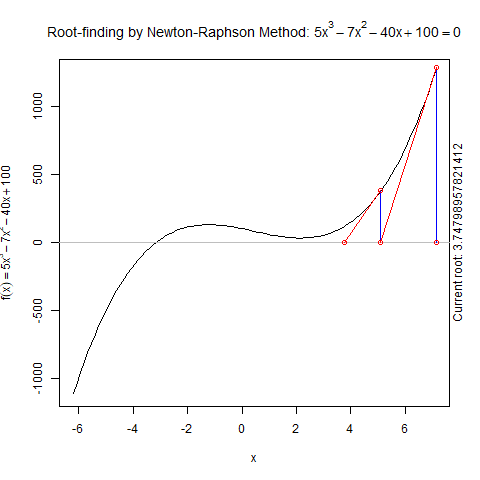 Root-finding by Newton-Raphson Method: 5x³ − 7x² − 40x + 100 = 0
f(x) = 5x³ − 7x² − 40x + 100
1000
500
0
-500
-1000
-6 -4 -2 0 2 4 6
x
Current root: 3.74798957821412